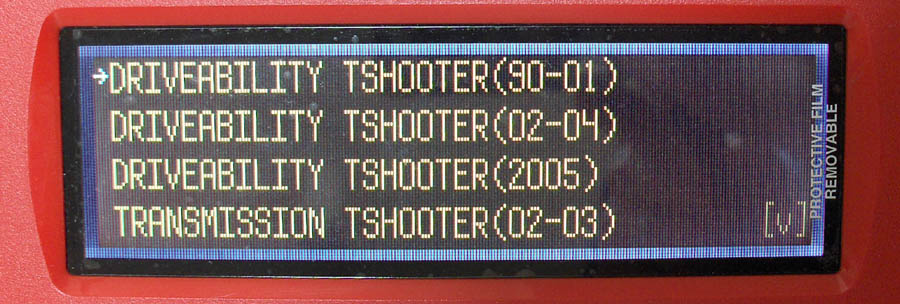 →DRIVEABILITY TSHOOTER(90-01)
DRIVEABILITY TSHOOTER(02-04)
DRIVEABILITY TSHOOTER(2005)
TRANSMISSION TSHOOTER(02-03)
[v]
PROTECTIVE FILM
REMOVABLE